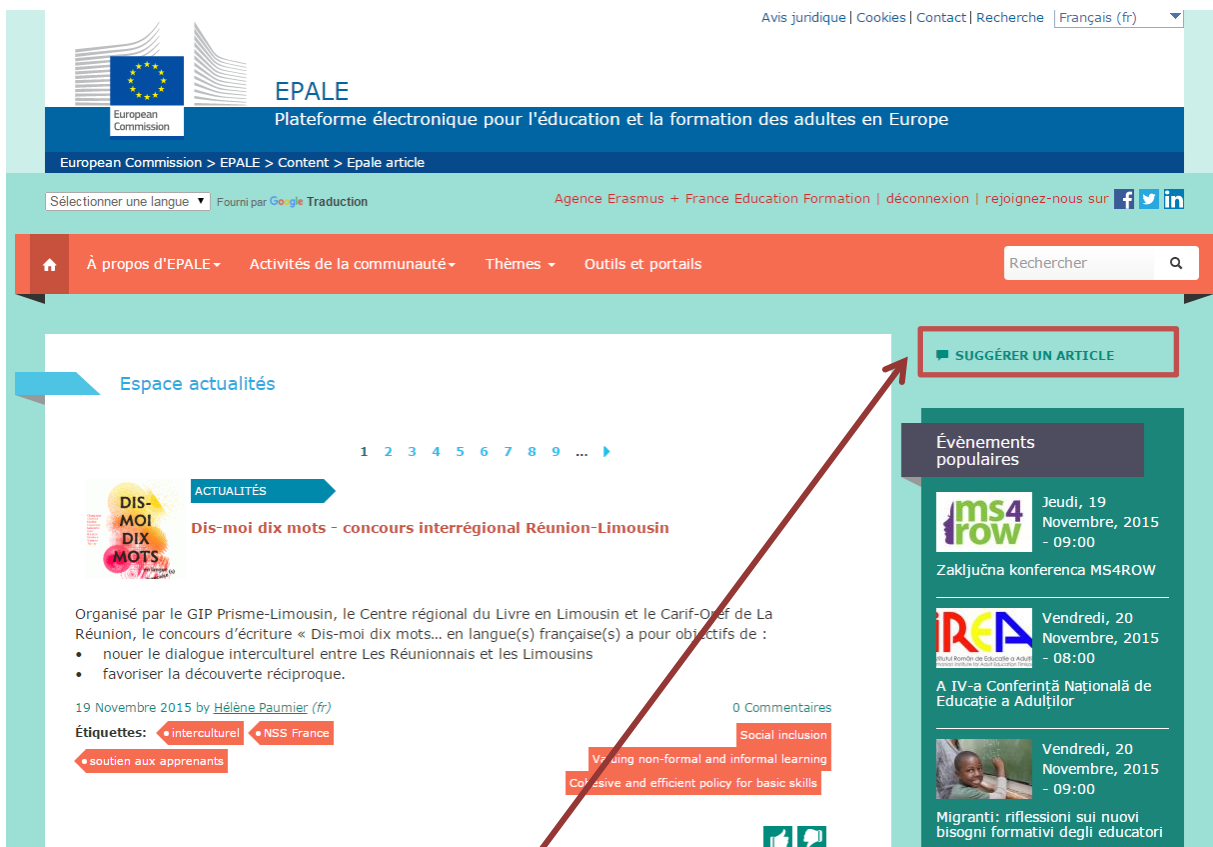 Avis juridique | Cookies | Contact | Recherche Français (fr)
European
Commission
EPALE
Plateforme électronique pour l'éducation et la formation des adultes en Europe
European Commission > EPALE > Content > Epale article
Sélectionner une langue Fourni par Google Traduction
Agence Erasmus + France Education Formation | déconnexion | rejoignez-nous sur
À propos d'EPALE Activités de la communauté Thèmes Outils et portails Rechercher
SUGGÉRER UN ARTICLE
Espace actualités
1 2 3 4 5 6 7 8 9 ...
DIS-
MOI
DIX
MOTS
ACTUALITÉS
Dis-moi dix mots - concours interrégional Réunion-Limousin
Organisé par le GIP Prisme-Limousin, le Centre régional du Livre en Limousin et le Carif-Oref de La
Réunion, le concours d'écriture « Dis-moi dix mots... en langue(s) française(s) a pour objectifs de :
• nouer le dialogue interculturel entre Les Réunionnais et les Limousins
• favoriser la découverte réciproque.
19 Novembre 2015 by Hélène Paumier (fr)
0 Commentaires
Étiquettes: interculturel NSS France
soutien aux apprenants
Social inclusion
Valuing non-formal and informal learning
Cohesive and efficient policy for basic skills
Évènements
populaires
ms4
row
Jeudi, 19
Novembre, 2015
- 09:00
Zaključna konferenca MS4ROW
IREA
Vendredi, 20
Novembre, 2015
- 08:00
A IV-a Conferință Națională de
Educație a Adulților
Vendredi, 20
Novembre, 2015
- 09:00
Migranti: riflessioni sui nuovi
bisogni formativi degli educatori